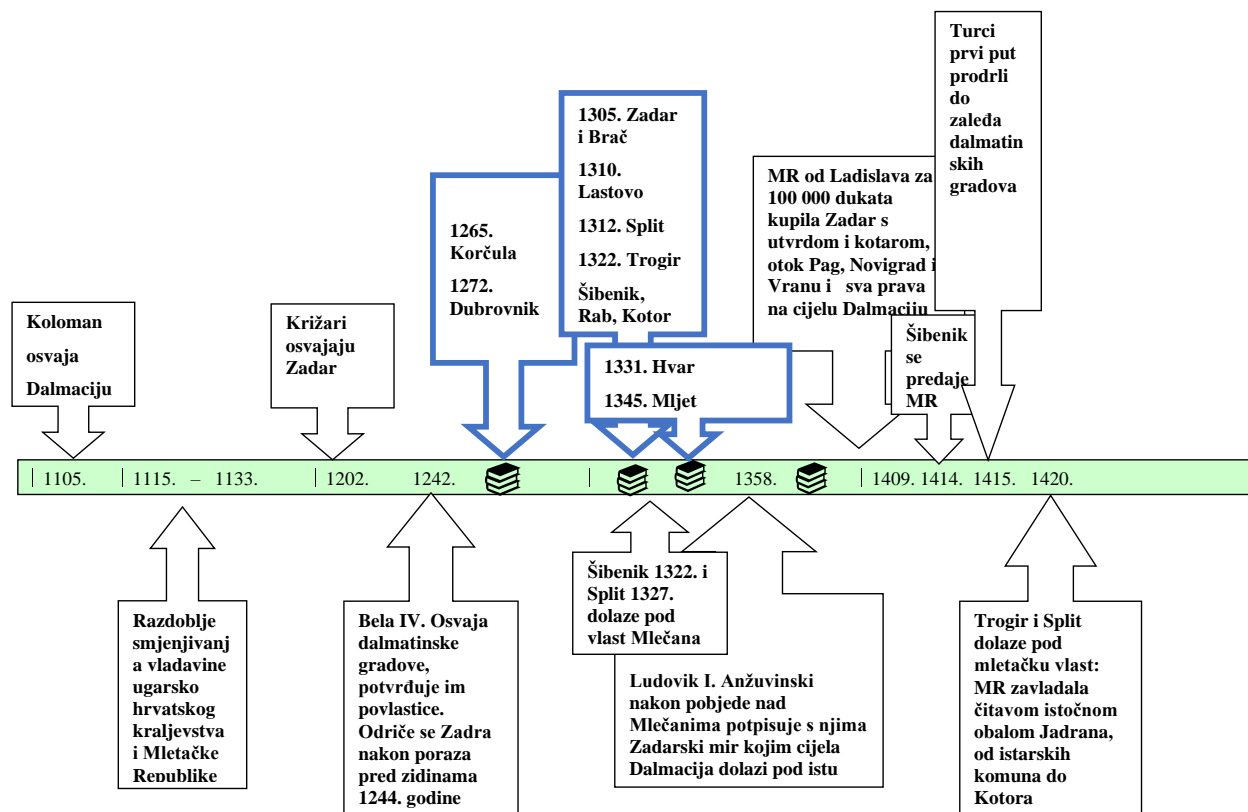 Turci
prvi put
prodrli
do
zaleđa
dalmatin
skih
gradova
1305. Zadar
i Brač
1310.
Lastovo
1312. Split
1322. Trogir
Šibenik,
Rab, Kotor
MR od Ladislava za
100 000 dukata
kupila Zadar s
utvrdom i kotarom,
otok Pag, Novigrad i
Vranu i sva prava
na cijelu Dalmaciju
1265.
Korčula
1272.
Dubrovnik
Koloman
osvaja
Dalmaciju
Križari
osvajaju
Zadar
Šibenik
se
predaje
MR
1331. Hvar
1345. Mljet
1105. 1115. – 1133. 1202. 1242. 1358. 1409. 1414. 1415. 1420.
Razdoblje
smjenjivanj
a vladavine
ugarsko
hrvatskog
kraljevstva
i Mletačke
Republike
Bela IV. Osvaja
dalmatinske
gradove,
potvrđuje im
povlastice.
Odriče se Zadra
nakon poraza
pred zidinama
1244. godine
Šibenik 1322. i
Split 1327.
dolaze pod
vlast Mlečana
Ludovik I. Anžuvinski
nakon pobjede nad
Mlečanima potpisuje s njima
Zadarski mir kojim cijela
Dalmacija dolazi pod istu
Trogir i Split
dolaze pod
mletačku vlast:
MR zavladala
čitavom istočnom
obalom Jadrana,
od istarskih
komuna do
Kotora